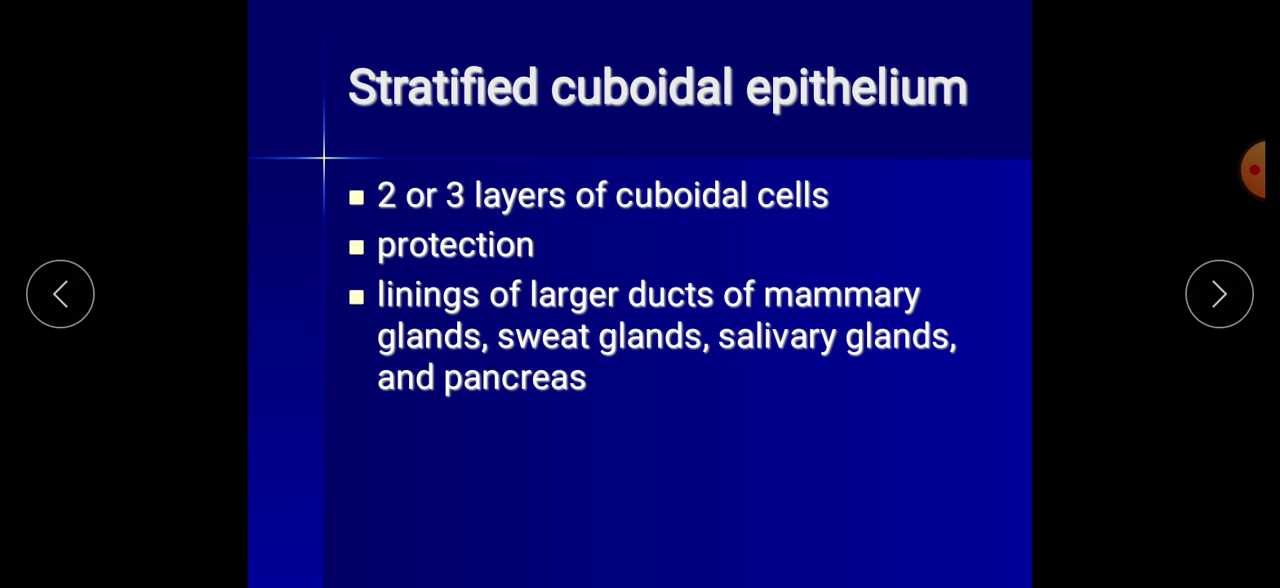 Stratified cuboidal epithelium
2 or 3 layers of cuboidal cells
protection
linings of larger ducts of mammary
glands, sweat glands, salivary glands,
and pancreas